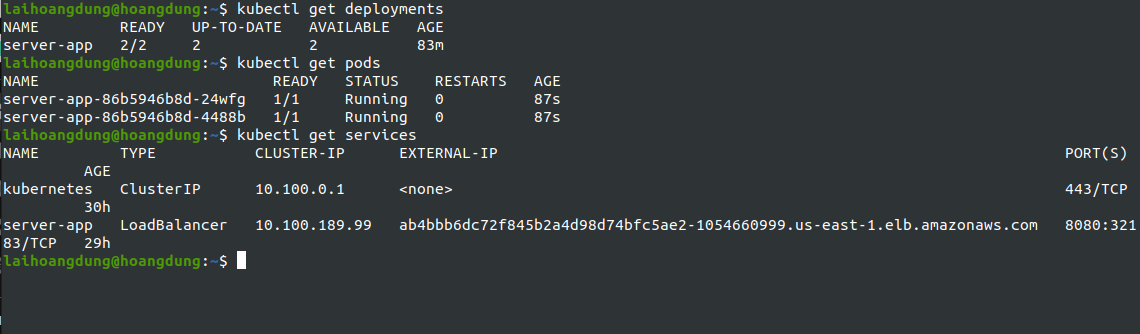 laihoangdung@hoangdung:~$ kubectl get deployments
NAME         READY   UP-TO-DATE   AVAILABLE   AGE
server-app   2/2     2            2           83m
laihoangdung@hoangdung:~$ kubectl get pods
NAME                          READY   STATUS    RESTARTS   AGE
server-app-86b5946b8d-24wfg   1/1     Running   0          87s
server-app-86b5946b8d-4488b   1/1     Running   0          87s
laihoangdung@hoangdung:~$ kubectl get services
NAME         TYPE           CLUSTER-IP      EXTERNAL-IP                                                               PORT(S)
         AGE
kubernetes   ClusterIP      10.100.0.1      <none>                                                                    443/TCP
         30h
server-app   LoadBalancer   10.100.189.99   ab4bbb6dc72f845b2a4d98d74bfc5ae2-1054660999.us-east-1.elb.amazonaws.com   8080:321
83/TCP   29h
laihoangdung@hoangdung:~$